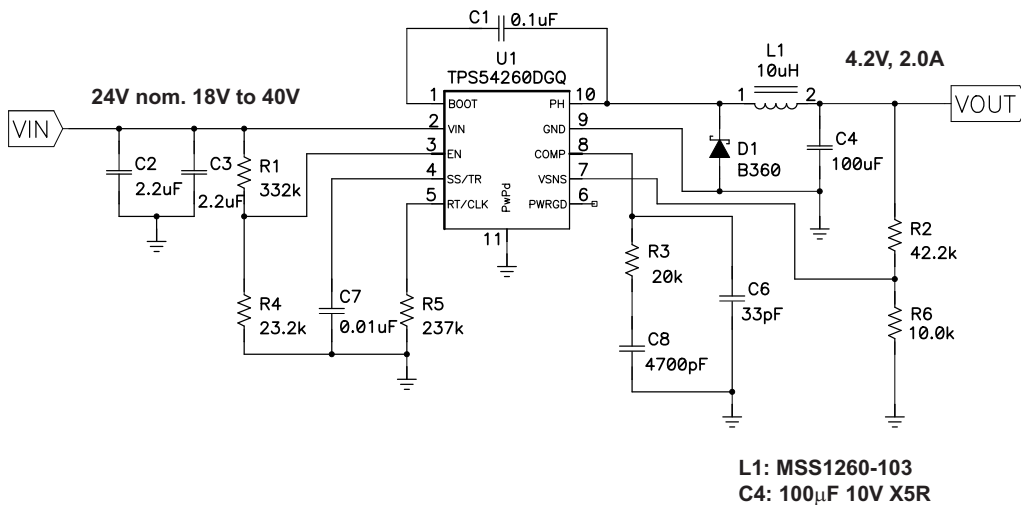 C1
0.1uF
U1
TPS54260DGQ
L1
10uH
4.2V, 2.0A
24V nom. 18V to 40V
VIN
VOUT
1 BOOT
PH 10
2 VIN
GND 9
3 EN
COMP 8
4 SS/TR
VSNS 7
5 RT/CLK
PWRGD 6
PwPd
11
1
2
C2
2.2uF
C3
2.2uF
R1
332k
D1
B360
C4
100uF
R2
42.2k
R3
20k
R4
23.2k
C7
0.01uF
R5
237k
C6
33pF
R6
10.0k
C8
4700pF
L1: MSS1260-103
C4: 100µF 10V X5R